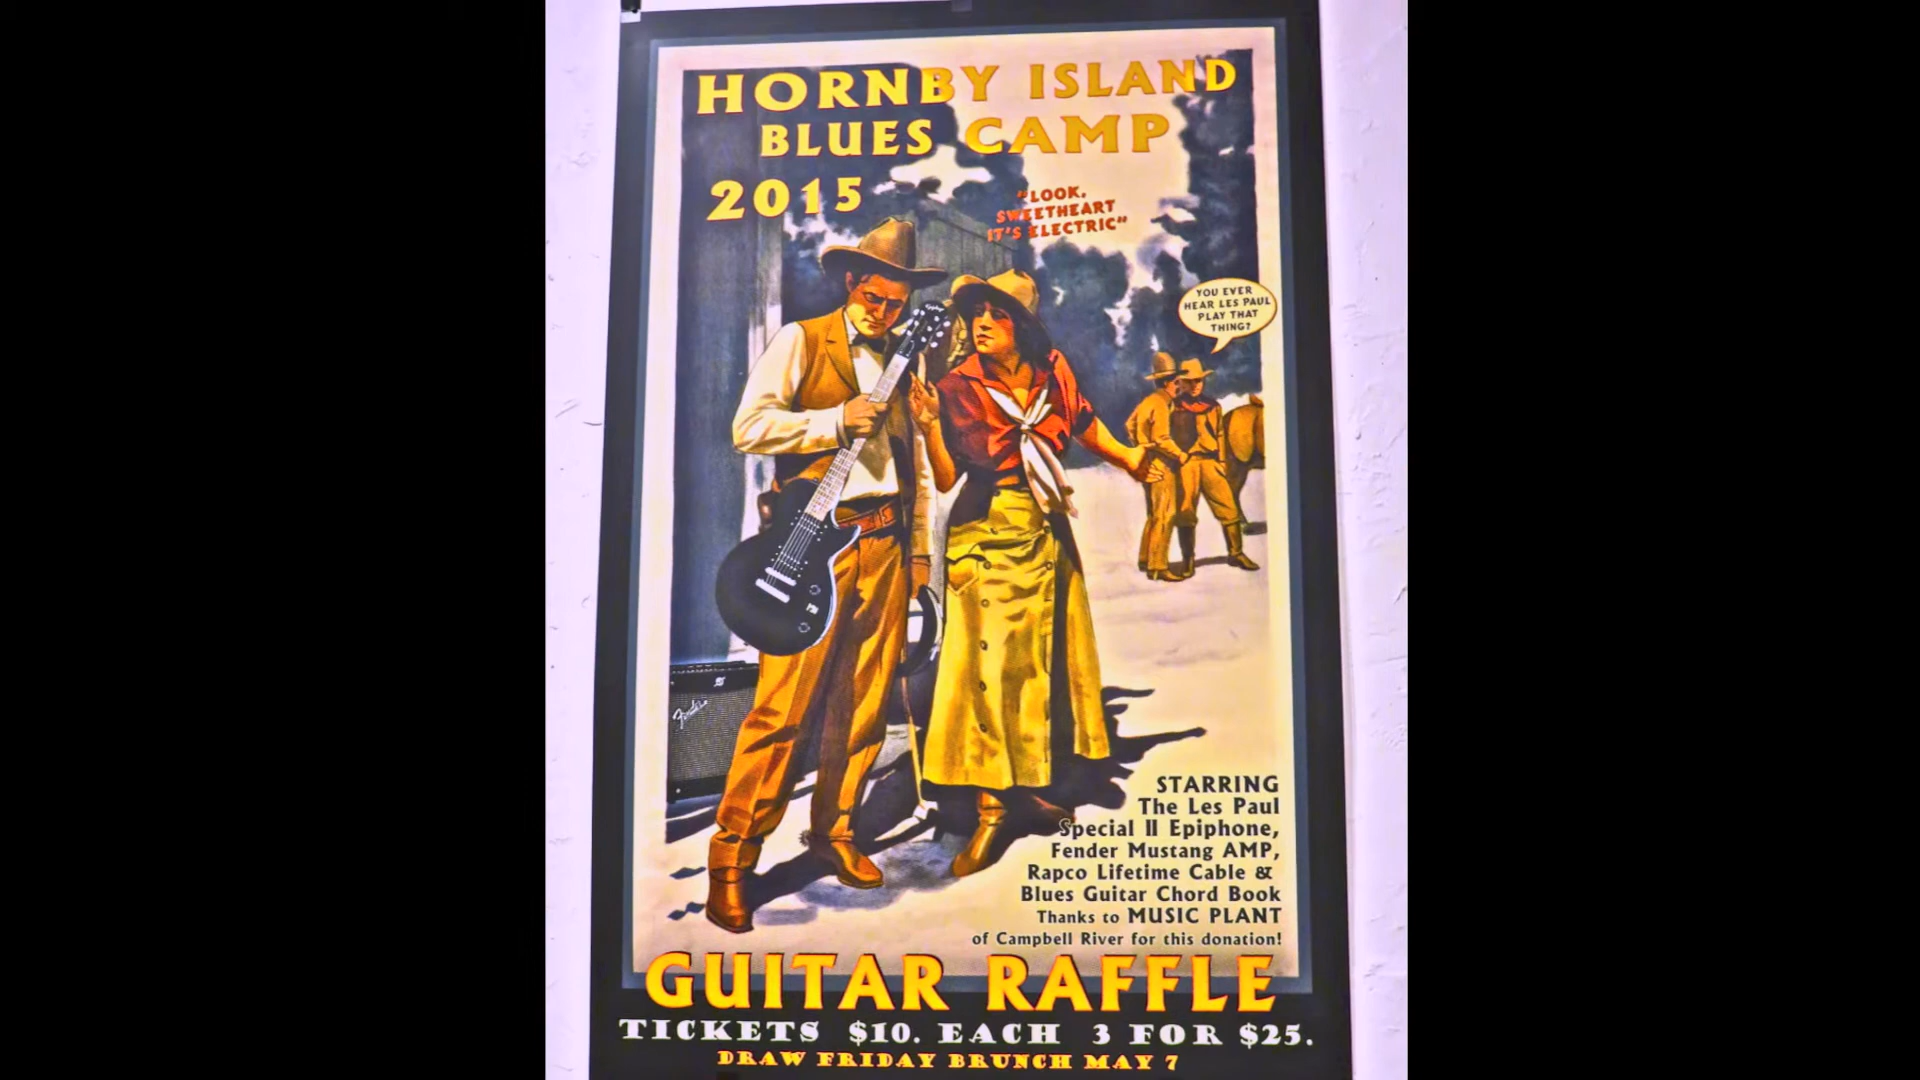 HORNBY ISLAND
BLUES CAMP
2015
"LOOK,
SWEETHEART
IT'S ELECTRIC"
YOU EVER
HEAR LES PAUL
PLAY THAT
THING?
Epiphone
Fender
STARRING
The Les Paul
Special II Epiphone,
Fender Mustang AMP,
Rapco Lifetime Cable &
Blues Guitar Chord Book
Thanks to MUSIC PLANT
of Campbell River for this donation!
GUITAR RAFFLE
TICKETS $10. EACH 3 FOR $25.
DRAW FRIDAY BRUNCH MAY 7